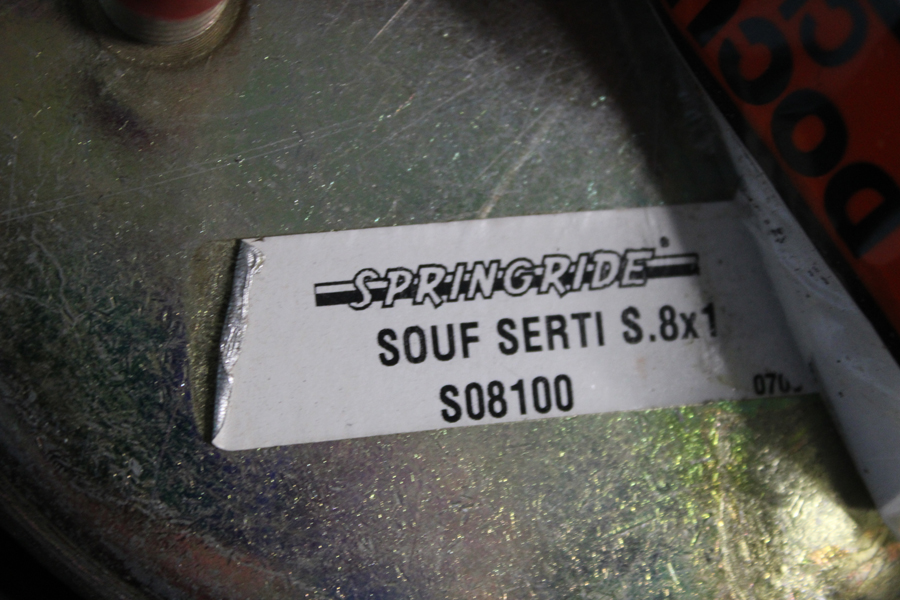 SPRINGRIDE®
SOUF SERTI S.8x1
S08100